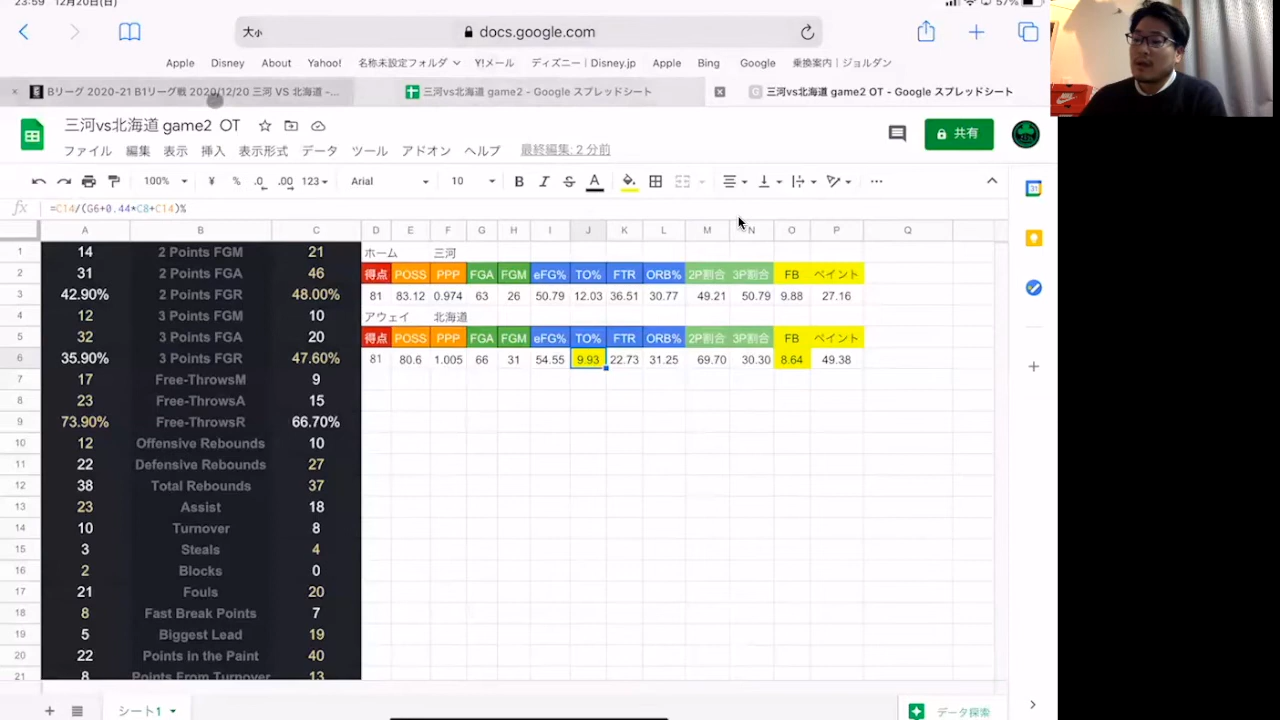 23:59 12月20日(日)
57%
大小
docs.google.com
Apple Disney About Yahoo! 名称未設定フォルダ Y!メール ディズニー | Disney.jp Apple Bing Google 乗換案内 | ジョルダン
Bリーグ 2020-21 B1リーグ戦 2020/12/20 三河 VS 北海道 -...
三河vs北海道 game2 - Google スプレッドシート
三河vs北海道 game2 OT - Google スプレッドシート
三河vs北海道 game2 OT
共有
ファイル 編集 表示 挿入 表示形式 データ ツール アドオン ヘルプ 最終編集: 2 分前
100% ¥ % .0 .00 123 Arial 10 B I S A
fx =C14/(G6+0.44*C8+C14)%
A B C D E F G H I J K L M N O P Q
1 14 2 Points FGM 21 ホーム 三河
2 31 2 Points FGA 46 得点 POSS PPP FGA FGM eFG% TO% FTR ORB% 2P割合 3P割合 FB ペイント
3 42.90% 2 Points FGR 48.00% 81 83.12 0.974 63 26 50.79 12.03 36.51 30.77 49.21 50.79 9.88 27.16
4 12 3 Points FGM 10 アウェイ 北海道
5 32 3 Points FGA 20 得点 POSS PPP FGA FGM eFG% TO% FTR ORB% 2P割合 3P割合 FB ペイント
6 35.90% 3 Points FGR 47.60% 81 80.6 1.005 66 31 54.55 9.93 22.73 31.25 69.70 30.30 8.64 49.38
7 17 Free-ThrowsM 9
8 23 Free-ThrowsA 15
9 73.90% Free-ThrowsR 66.70%
10 12 Offensive Rebounds 10
11 22 Defensive Rebounds 27
12 38 Total Rebounds 37
13 23 Assist 18
14 10 Turnover 8
15 3 Steals 4
16 2 Blocks 0
17 21 Fouls 20
18 8 Fast Break Points 7
19 5 Biggest Lead 19
20 22 Points in the Paint 40
21 8 Points From Turnover 13
シート1
データ探索